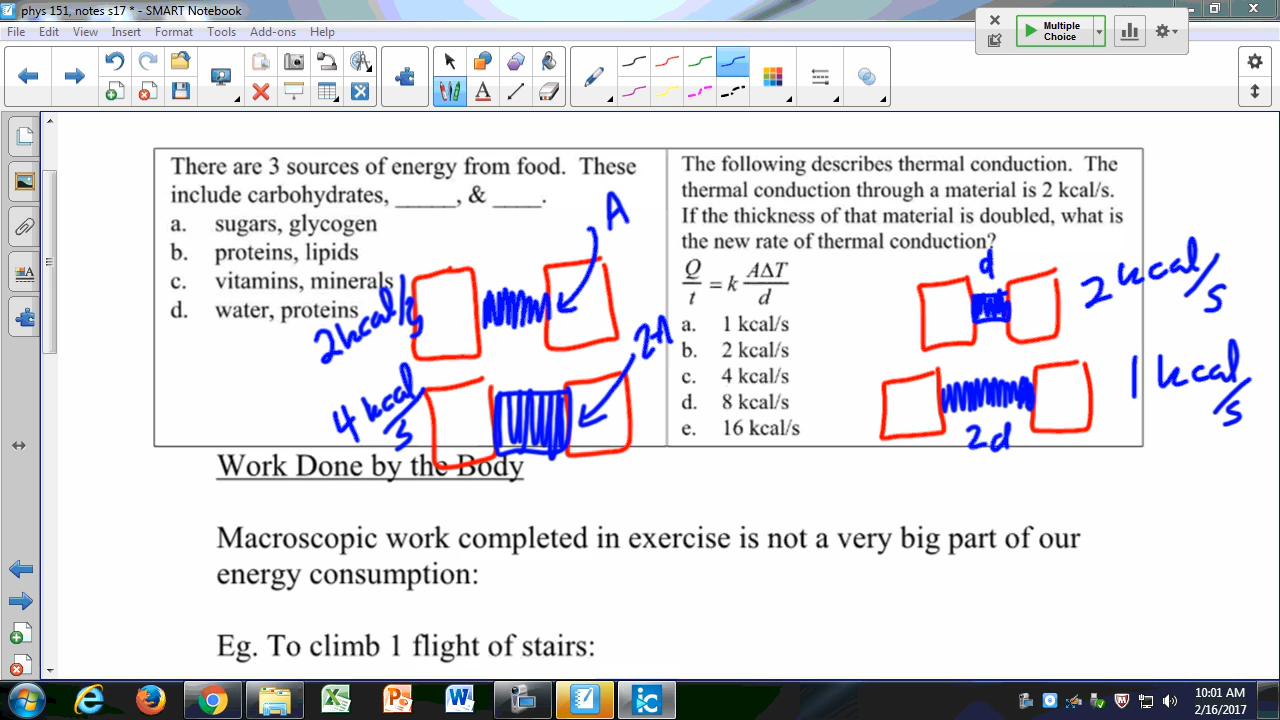 phys 151, notes s17 * - SMART Notebook
File Edit View Insert Format Tools Add-ons Help
Multiple Choice
There are 3 sources of energy from food. These
include carbohydrates, _____, & ____.
a. sugars, glycogen
b. proteins, lipids
c. vitamins, minerals
d. water, proteins
A
2 kcal/s
2A
4 kcal/s
The following describes thermal conduction. The
thermal conduction through a material is 2 kcal/s.
If the thickness of that material is doubled, what is
the new rate of thermal conduction?
Q/t = k AΔT/d
a. 1 kcal/s
b. 2 kcal/s
c. 4 kcal/s
d. 8 kcal/s
e. 16 kcal/s
d
2 kcal/s
1 kcal/s
2d
Work Done by the Body
Macroscopic work completed in exercise is not a very big part of our
energy consumption:
Eg. To climb 1 flight of stairs:
10:01 AM
2/16/2017